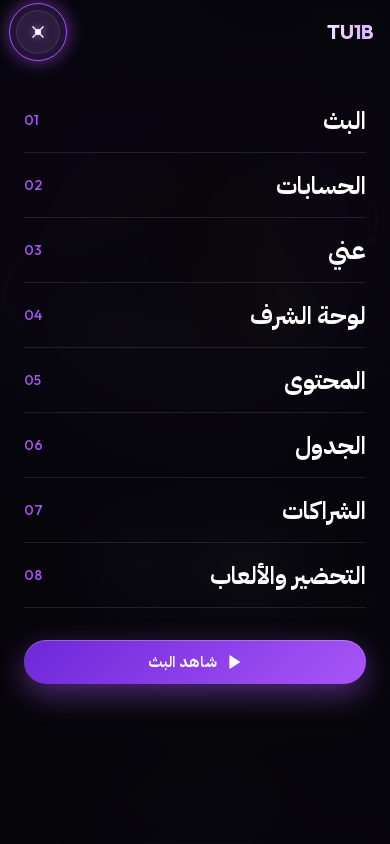 TU1B
البث
01
الحسابات
02
عني
03
لوحة الشرف
04
المحتوى
05
الجدول
06
الشراكات
07
التحضير والألعاب
08
شاهد البث